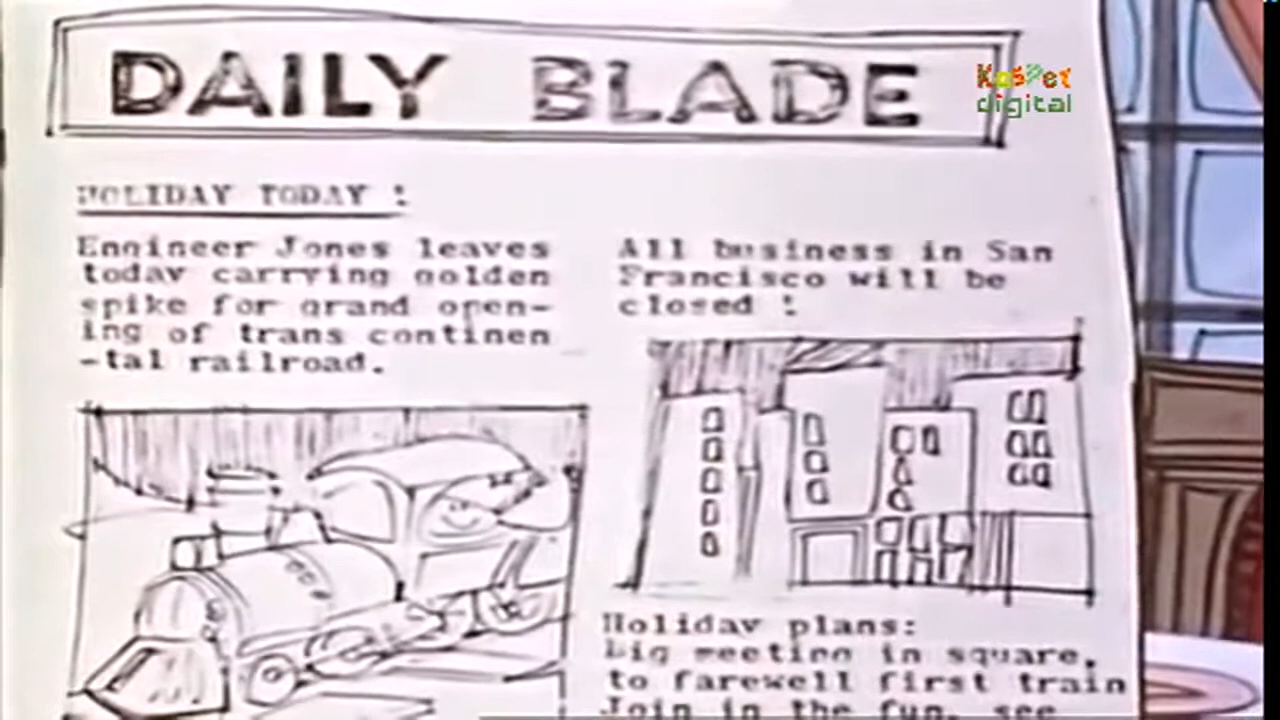 DAILY BLADE
KasPet
digital
HOLIDAY TODAY !
Engineer Jones leaves
today carrying golden
spike for grand open-
ing of trans continen
-tal railroad.
All business in San
Francisco will be
closed !
Holiday plans:
big meeting in square,
to farewell first train
Join in the fun, see